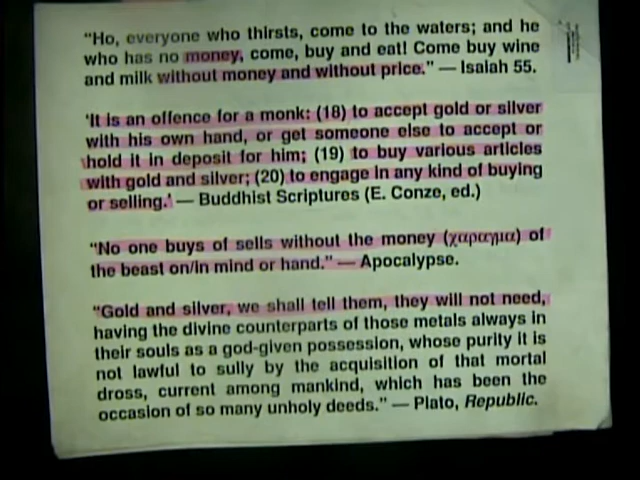 “Ho, everyone who thirsts, come to the waters; and he
who has no money, come, buy and eat! Come buy wine
and milk without money and without price.” — Isaiah 55.
'It is an offence for a monk: (18) to accept gold or silver
with his own hand, or get someone else to accept or
hold it in deposit for him; (19) to buy various articles
with gold and silver; (20) to engage in any kind of buying
or selling.' — Buddhist Scriptures (E. Conze, ed.)
“No one buys of sells without the money (χαραγμα) of
the beast on/in mind or hand.” — Apocalypse.
“Gold and silver, we shall tell them, they will not need,
having the divine counterparts of those metals always in
their souls as a god-given possession, whose purity it is
not lawful to sully by the acquisition of that mortal
dross, current among mankind, which has been the
occasion of so many unholy deeds.” — Plato, Republic.